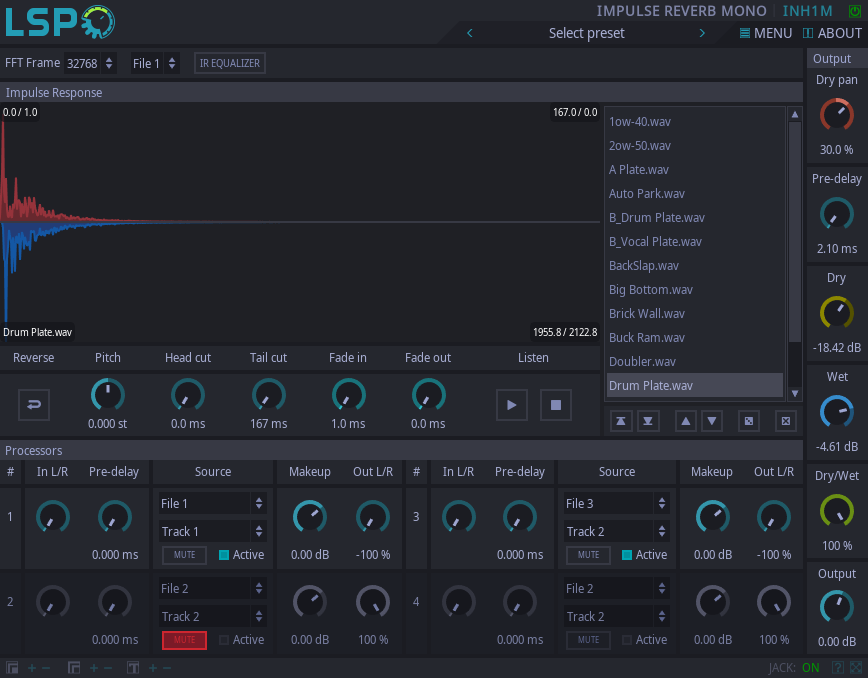 LSP
IMPULSE REVERB MONO INH1M
Select preset
MENU ABOUT
FFT Frame 32768 File 1 IR EQUALIZER
Impulse Response
0.0 / 1.0 167.0 / 0.0
Drum Plate.wav 1955.8 / 2122.8
1ow-40.wav
2ow-50.wav
A Plate.wav
Auto Park.wav
B_Drum Plate.wav
B_Vocal Plate.wav
BackSlap.wav
Big Bottom.wav
Brick Wall.wav
Buck Ram.wav
Doubler.wav
Drum Plate.wav
Reverse Pitch Head cut Tail cut Fade in Fade out Listen
0.000 st 0.0 ms 167 ms 1.0 ms 0.0 ms
Processors
# In L/R Pre-delay Source Makeup Out L/R # In L/R Pre-delay Source Makeup Out L/R
1 File 1 3 File 3
Track 1 Track 2
0.000 ms MUTE Active 0.00 dB -100 % 0.000 ms MUTE Active 0.00 dB -100 %
2 File 2 4 File 2
Track 2 Track 2
0.000 ms MUTE Active 0.00 dB 100 % 0.000 ms MUTE Active 0.00 dB 100 %
Output
Dry pan
30.0 %
Pre-delay
2.10 ms
Dry
-18.42 dB
Wet
-4.61 dB
Dry/Wet
100 %
Output
0.00 dB
JACK: ON